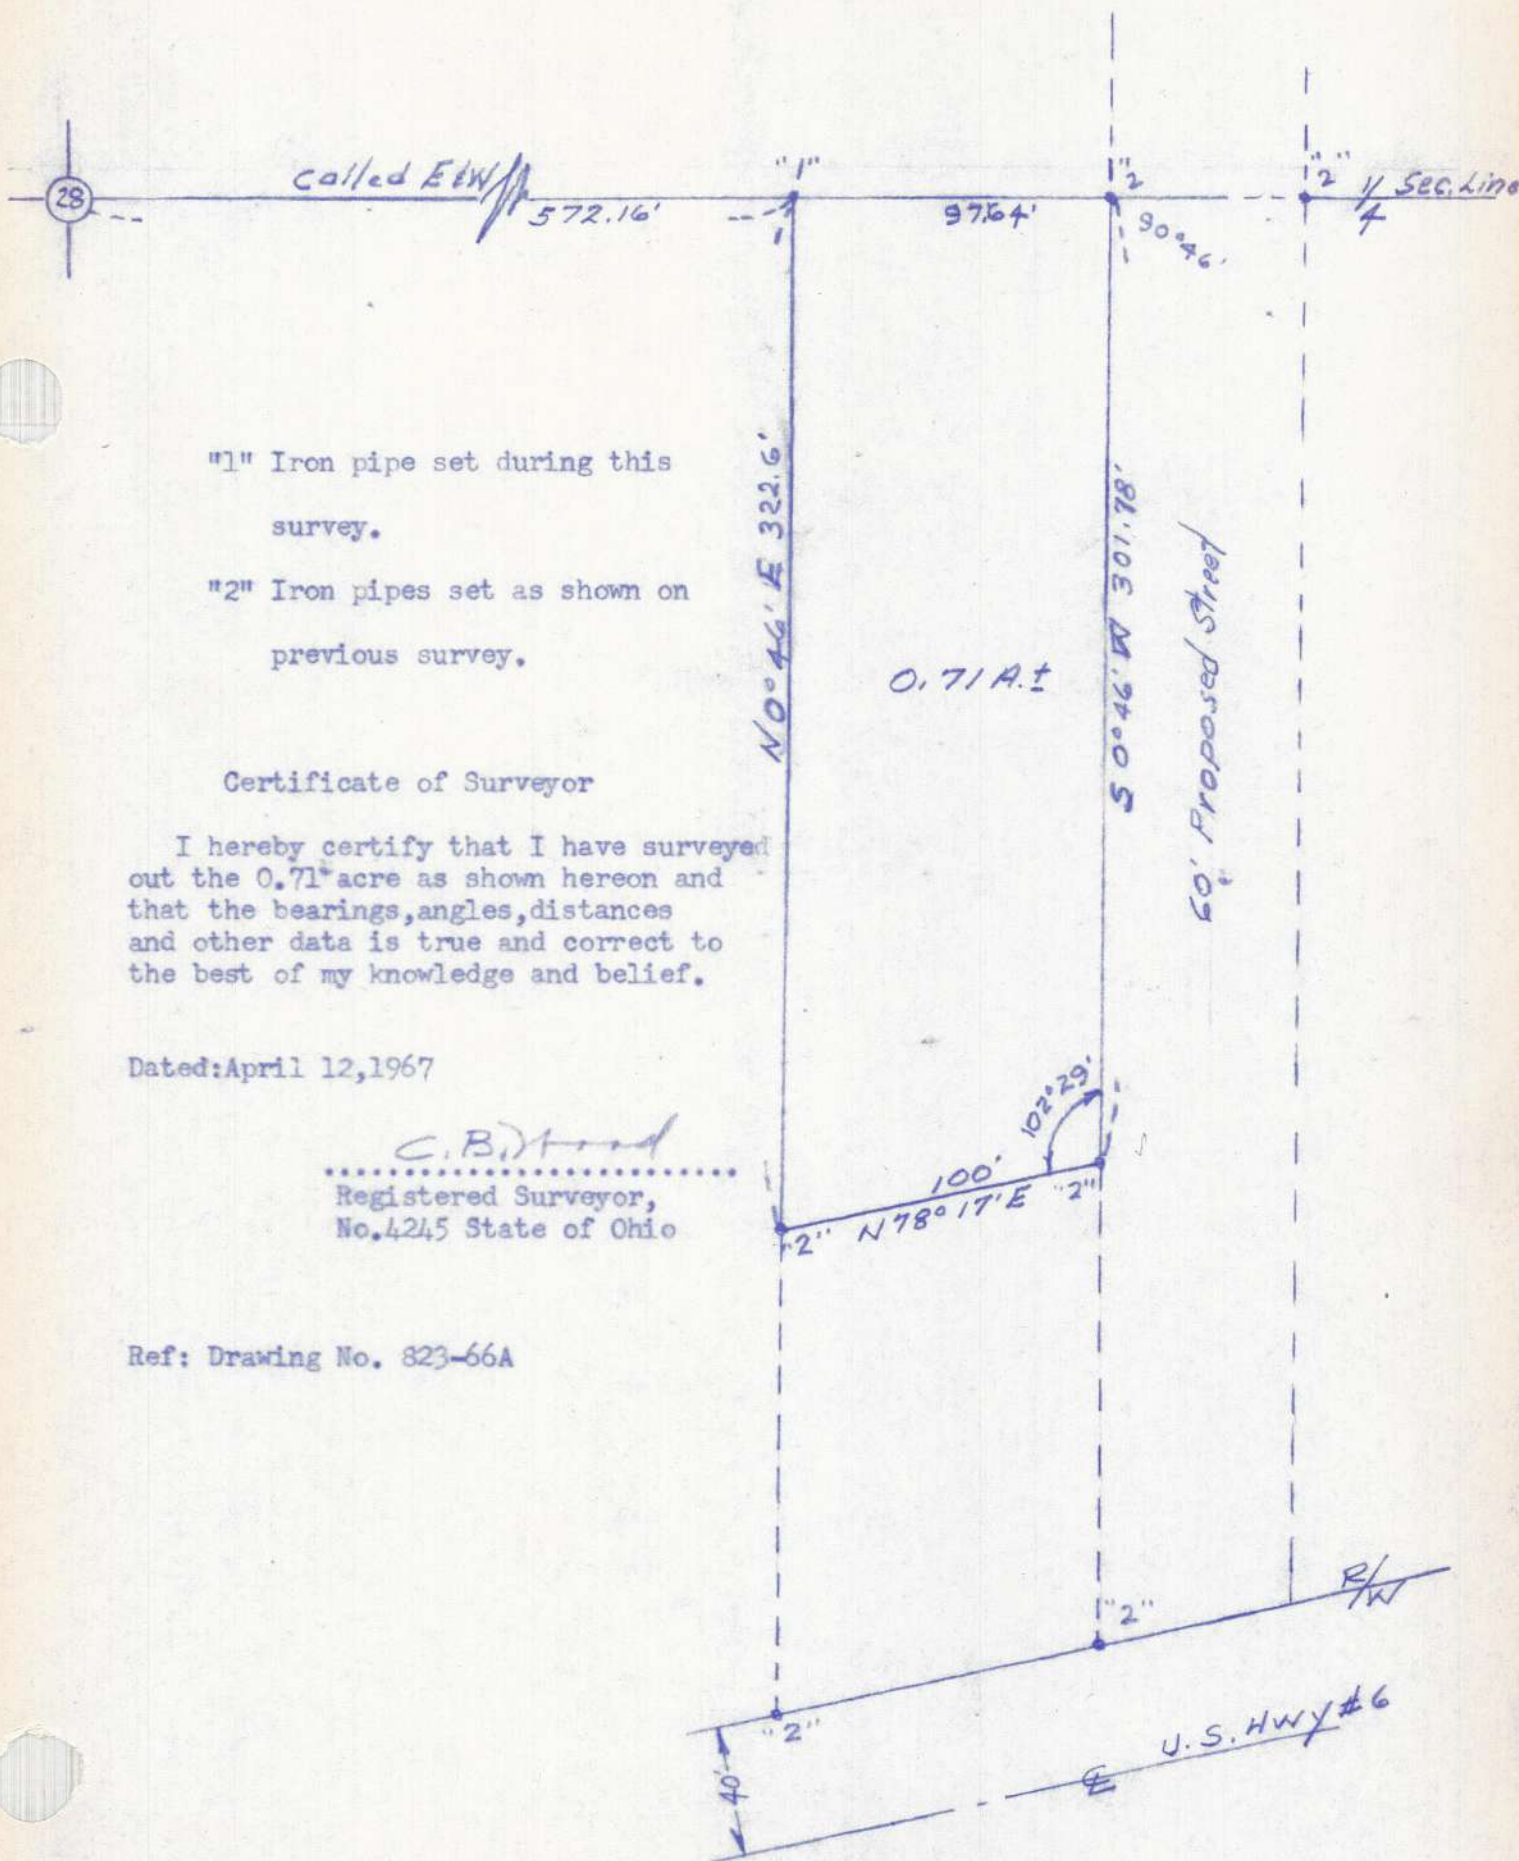 28
called E&W
572.16'
"1"
97.64'
"2"
90°46'
"2"
1/4 Sec. Line
"1" Iron pipe set during this
survey.
"2" Iron pipes set as shown on
previous survey.
N 0°46' E 322.6'
0.71 A.±
S 0°46' W 301.78'
60' Proposed Street
Certificate of Surveyor
I hereby certify that I have surveyed
out the 0.71± acre as shown hereon and
that the bearings,angles,distances
and other data is true and correct to
the best of my knowledge and belief.
Dated:April 12,1967
C.B.
Registered Surveyor,
No.4245 State of Ohio
102°29'
100'
"2"
N 78°17' E
"2"
Ref: Drawing No. 823-66A
R/W
"2"
"2"
40'
U.S. HWY #6